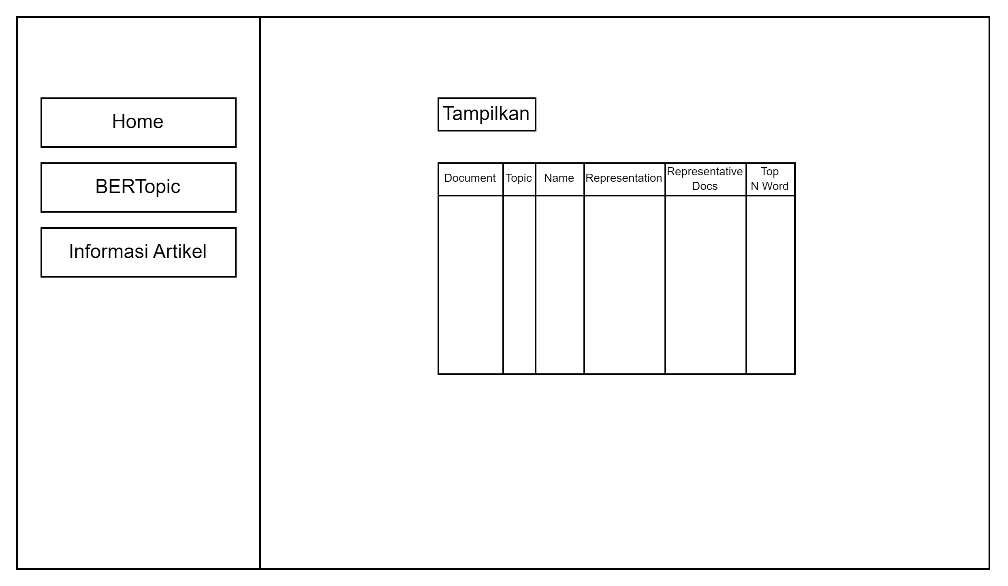 Home
BERTopic
Informasi Artikel
Tampilkan
Document
Topic
Name
Representation
Representative
Docs
Top
N Word